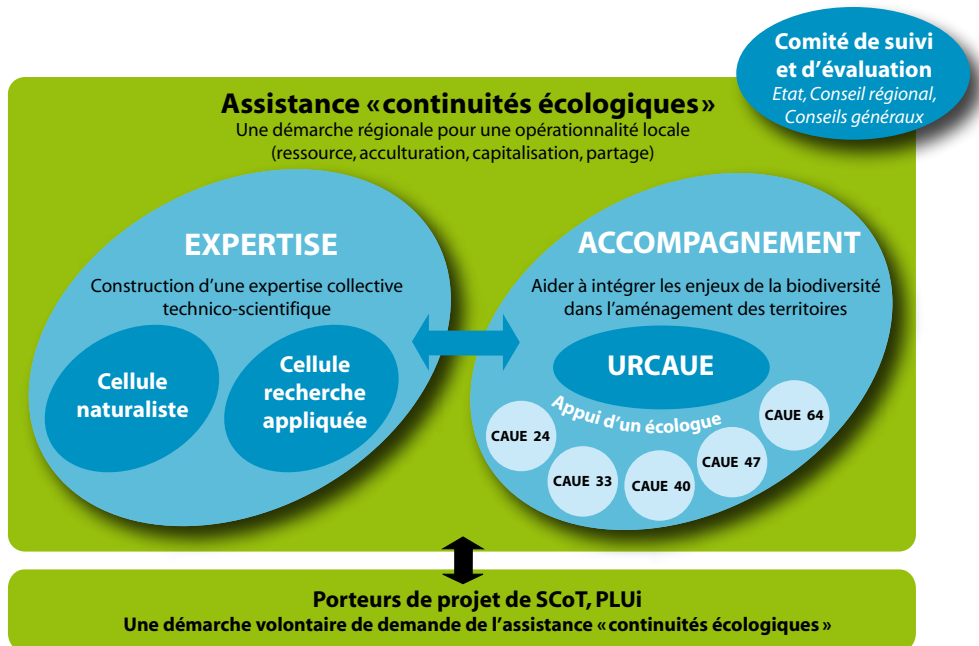 Comité de suivi
et d’évaluation
Etat, Conseil régional,
Conseils généraux
Assistance «continuités écologiques»
Une démarche régionale pour une opérationnalité locale
(ressource, acculturation, capitalisation, partage)
EXPERTISE
Construction d’une expertise collective
technico-scientifique
Cellule
naturaliste
Cellule
recherche
appliquée
ACCOMPAGNEMENT
Aider à intégrer les enjeux de la biodiversité
dans l’aménagement des territoires
URCAUE
Appui d’un écologue
CAUE 24
CAUE 33
CAUE 40
CAUE 47
CAUE 64
Porteurs de projet de SCoT, PLUi
Une démarche volontaire de demande de l’assistance «continuités écologiques»